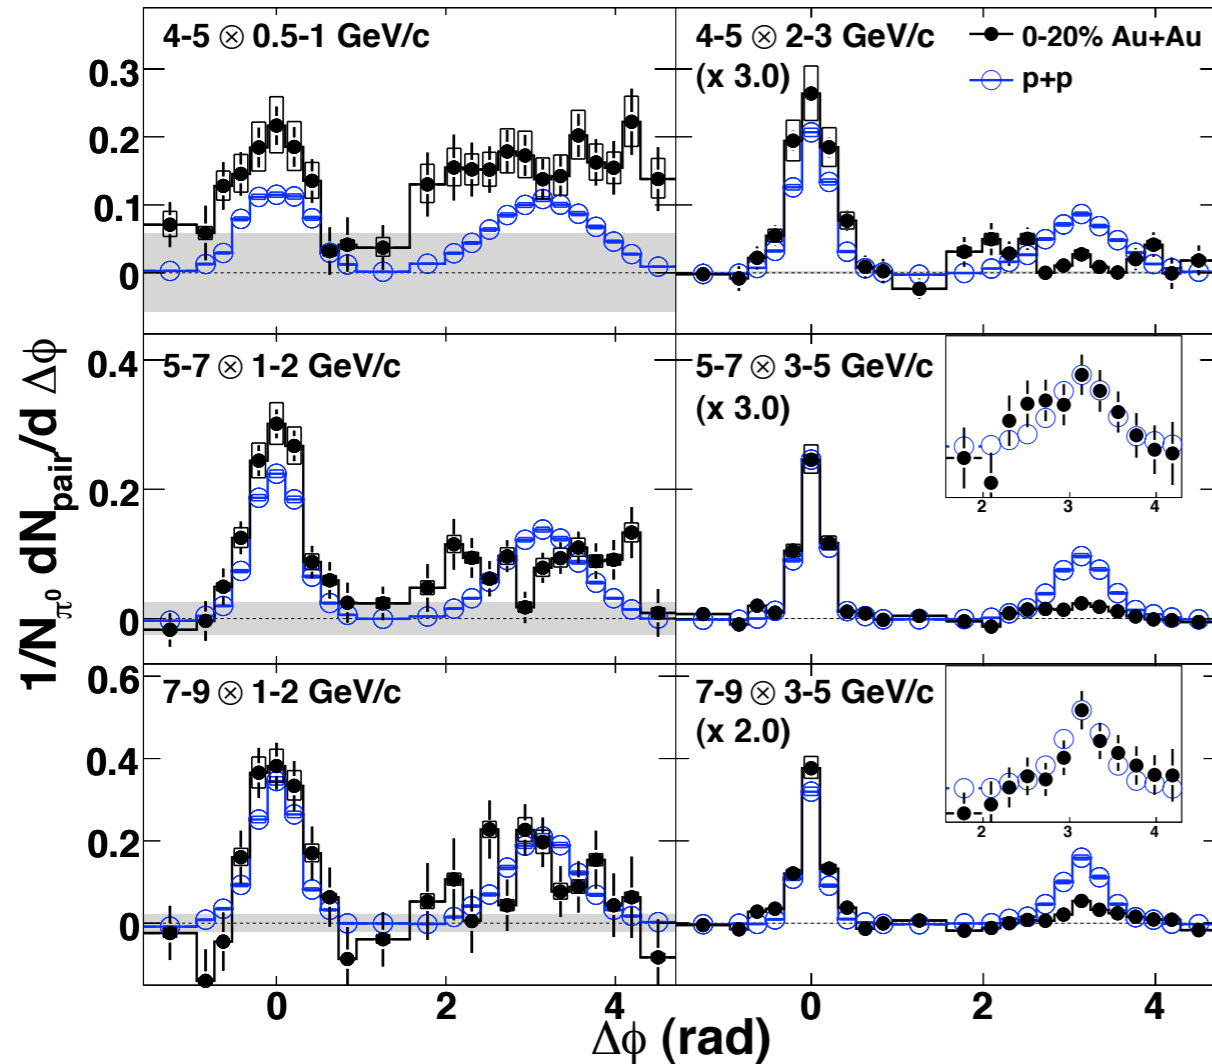 4-5 ⊗ 0.5-1 GeV/c
4-5 ⊗ 2-3 GeV/c
(x 3.0)
0-20% Au+Au
p+p
0.3
0.2
0.1
0
5-7 ⊗ 1-2 GeV/c
5-7 ⊗ 3-5 GeV/c
(x 3.0)
0.4
0.2
0
2 3 4
7-9 ⊗ 1-2 GeV/c
7-9 ⊗ 3-5 GeV/c
(x 2.0)
0.6
0.4
0.2
0
2 3 4
0 2 4
0 2 4
1/N_π⁰ dN_pair/d Δϕ
Δϕ (rad)